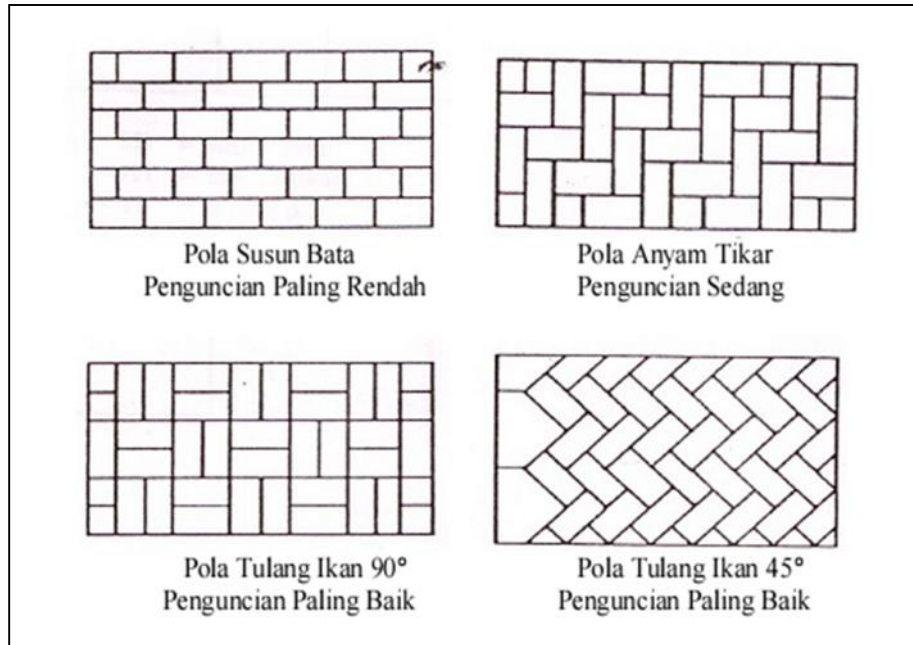 Pola Susun Bata
Penguncian Paling Rendah
Pola Anyam Tikar
Penguncian Sedang
Pola Tulang Ikan 90°
Penguncian Paling Baik
Pola Tulang Ikan 45°
Penguncian Paling Baik